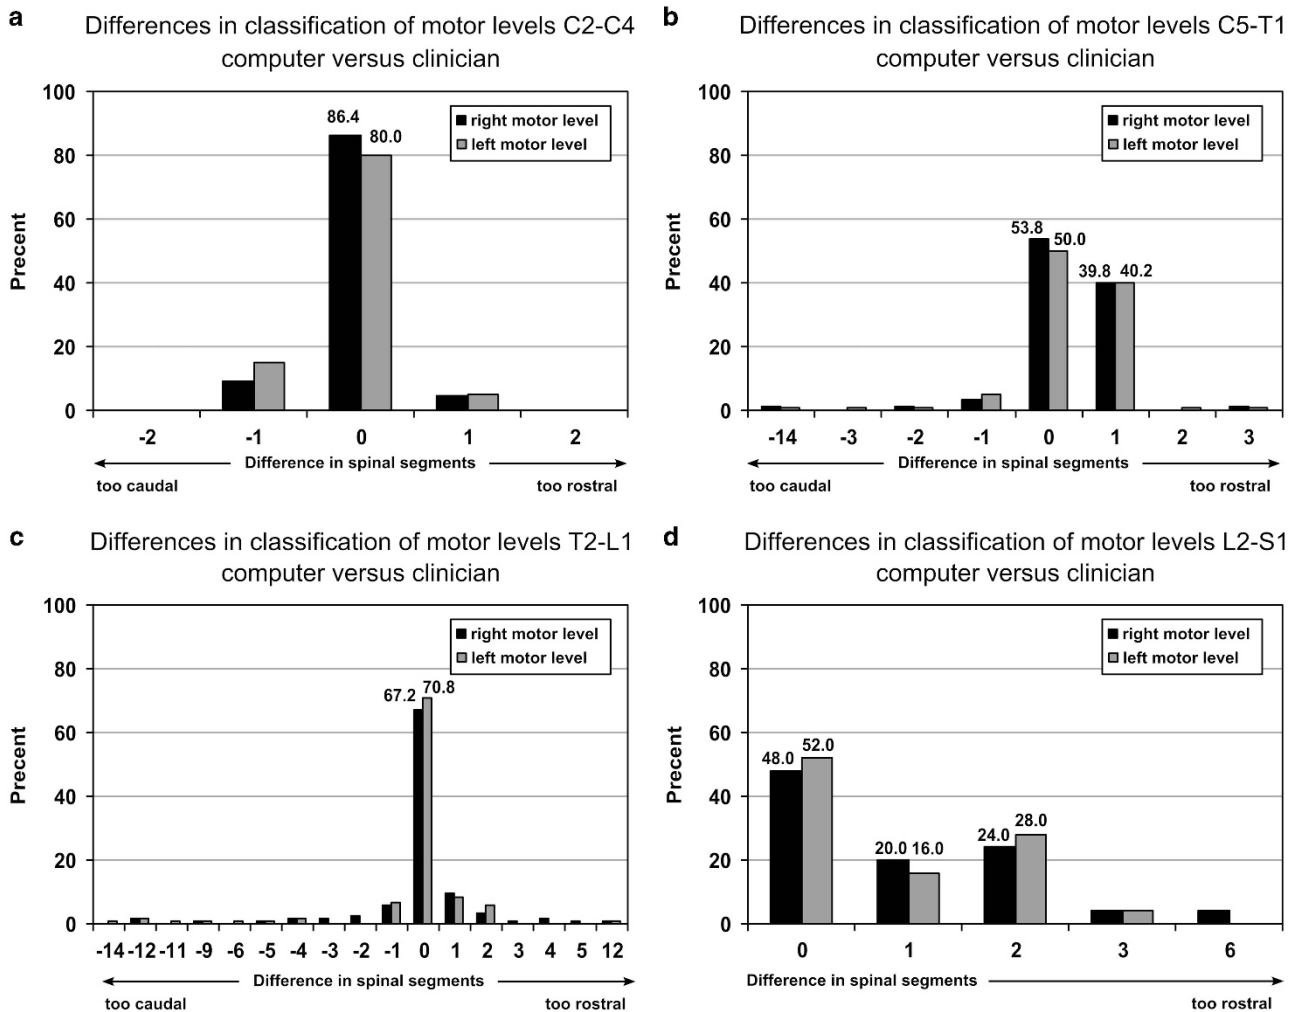 a
Differences in classification of motor levels C2-C4
computer versus clinician
Precent
100
80
60
40
20
0
right motor level
left motor level
86.4
80.0
-2 -1 0 1 2
Difference in spinal segments
too caudal too rostral
b
Differences in classification of motor levels C5-T1
computer versus clinician
Precent
100
80
60
40
20
0
right motor level
left motor level
53.8 50.0
39.8 40.2
-14 -3 -2 -1 0 1 2 3
Difference in spinal segments
too caudal too rostral
c
Differences in classification of motor levels T2-L1
computer versus clinician
Precent
100
80
60
40
20
0
right motor level
left motor level
67.2 70.8
-14 -12 -11 -9 -6 -5 -4 -3 -2 -1 0 1 2 3 4 5 12
Difference in spinal segments
too caudal too rostral
d
Differences in classification of motor levels L2-S1
computer versus clinician
Precent
100
80
60
40
20
0
right motor level
left motor level
48.0 52.0
20.0 16.0
24.0 28.0
0 1 2 3 6
Difference in spinal segments
too rostral